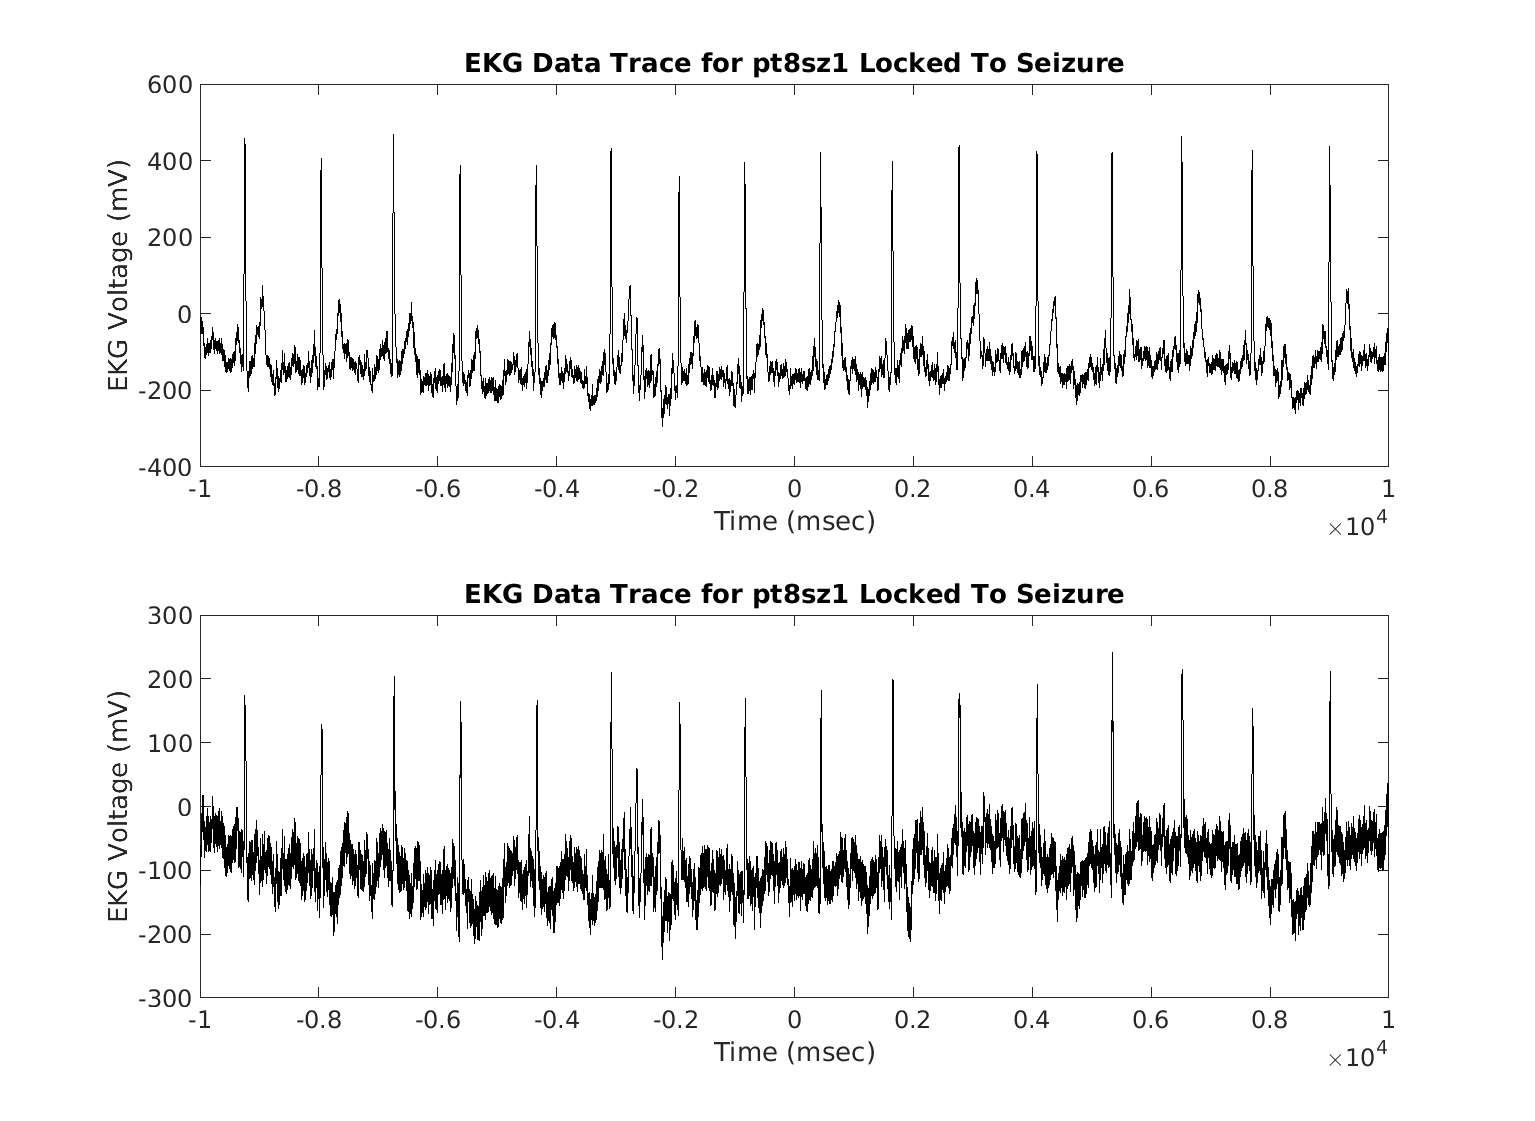 EKG Data Trace for pt8sz1 Locked To Seizure
600
400
200
0
-200
-400
EKG Voltage (mV)
-1 -0.8 -0.6 -0.4 -0.2 0 0.2 0.4 0.6 0.8 1
Time (msec)
×10^4
EKG Data Trace for pt8sz1 Locked To Seizure
300
200
100
0
-100
-200
-300
EKG Voltage (mV)
-1 -0.8 -0.6 -0.4 -0.2 0 0.2 0.4 0.6 0.8 1
Time (msec)
×10^4